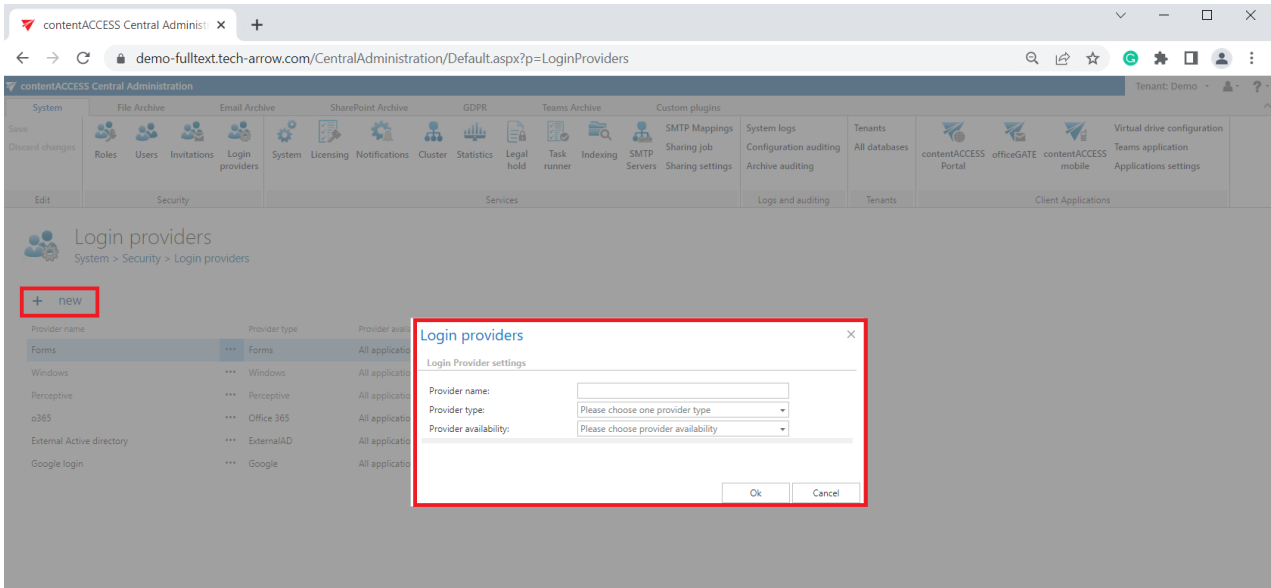 contentACCESS Central Administ
demo-fulltext.tech-arrow.com/CentralAdministration/Default.aspx?p=LoginProviders
contentACCESS Central Administration
Tenant: Demo
System File Archive Email Archive SharePoint Archive GDPR Teams Archive Custom plugins
Save
Discard changes
Roles Users Invitations Login providers
System Licensing Notifications Cluster Statistics Legal hold Task runner Indexing SMTP Servers
SMTP Mappings
Sharing job
Sharing settings
System logs
Configuration auditing
Archive auditing
Tenants
All databases
contentACCESS Portal officeGATE contentACCESS mobile
Virtual drive configuration
Teams application
Applications settings
Edit Security Services Logs and auditing Tenants Client Applications
Login providers
System > Security > Login providers
+ new
Provider name Provider type Provider avail
Forms ••• Forms All applicatio
Windows ••• Windows All applicatio
Perceptive ••• Perceptive All applicatio
o365 ••• Office 365 All applicatio
External Active directory ••• ExternalAD All applicatio
Google login ••• Google All applicatio
Login providers
Login Provider settings
Provider name:
Provider type: Please choose one provider type
Provider availability: Please choose provider availability
Ok Cancel